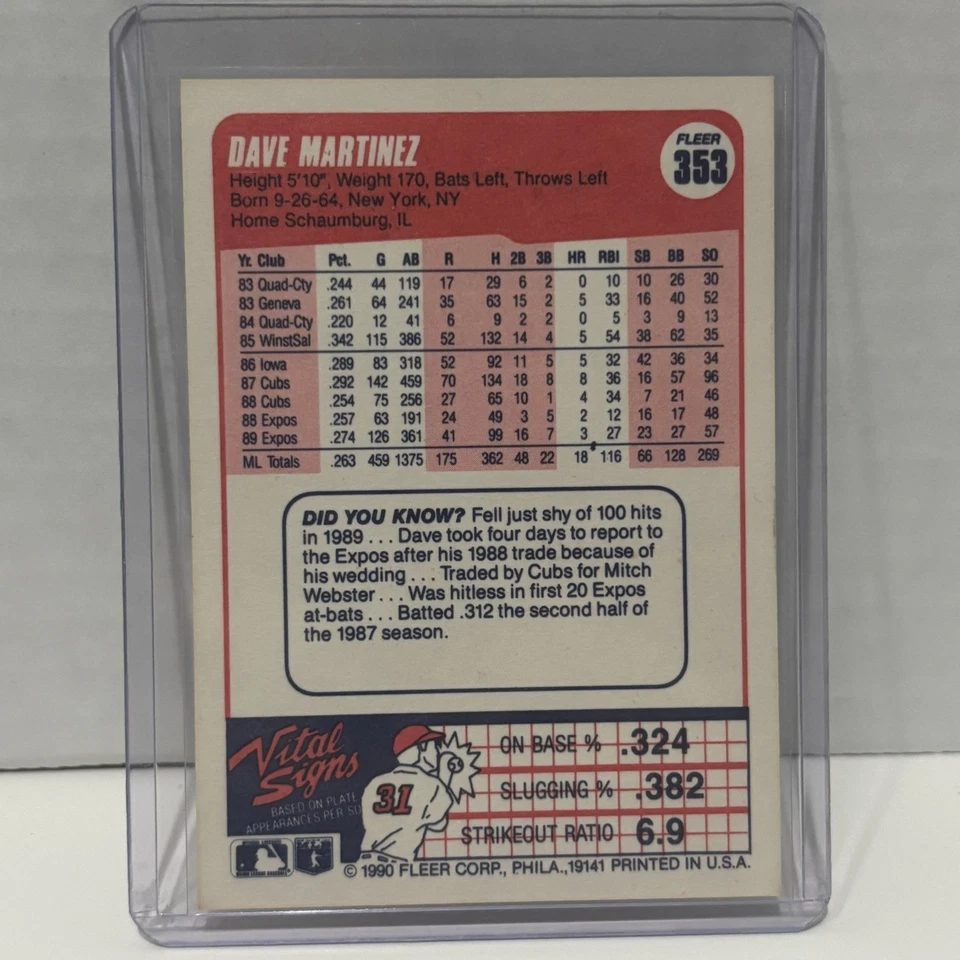 DAVE MARTINEZ
FLEER
353
Height 5'10", Weight 170, Bats Left, Throws Left
Born 9-26-64, New York, NY
Home Schaumburg, IL
Yr. Club Pct. G AB R H 2B 3B HR RBI SB BB SO
83 Quad-Cty .244 44 119 17 29 6 2 0 10 10 26 30
83 Geneva .261 64 241 35 63 15 2 5 33 16 40 52
84 Quad-Cty .220 12 41 6 9 2 2 0 5 3 9 13
85 WinstSal .342 115 386 52 132 14 4 5 54 38 62 35
86 Iowa .289 83 318 52 92 11 5 5 32 42 36 34
87 Cubs .292 142 459 70 134 18 8 8 36 16 57 96
88 Cubs .254 75 256 27 65 10 1 4 34 7 21 46
88 Expos .257 63 191 24 49 3 5 2 12 16 17 48
89 Expos .274 126 361 41 99 16 7 3 27 23 27 57
ML Totals .263 459 1375 175 362 48 22 18 116 66 128 269
DID YOU KNOW? Fell just shy of 100 hits
in 1989 . . . Dave took four days to report to
the Expos after his 1988 trade because of
his wedding . . . Traded by Cubs for Mitch
Webster . . . Was hitless in first 20 Expos
at-bats . . . Batted .312 the second half of
the 1987 season.
Vital
Signs
BASED ON PLATE
APPEARANCES PER SO
31
ON BASE % .324
SLUGGING % .382
STRIKEOUT RATIO 6.9
© 1990 FLEER CORP., PHILA., 19141 PRINTED IN U.S.A.